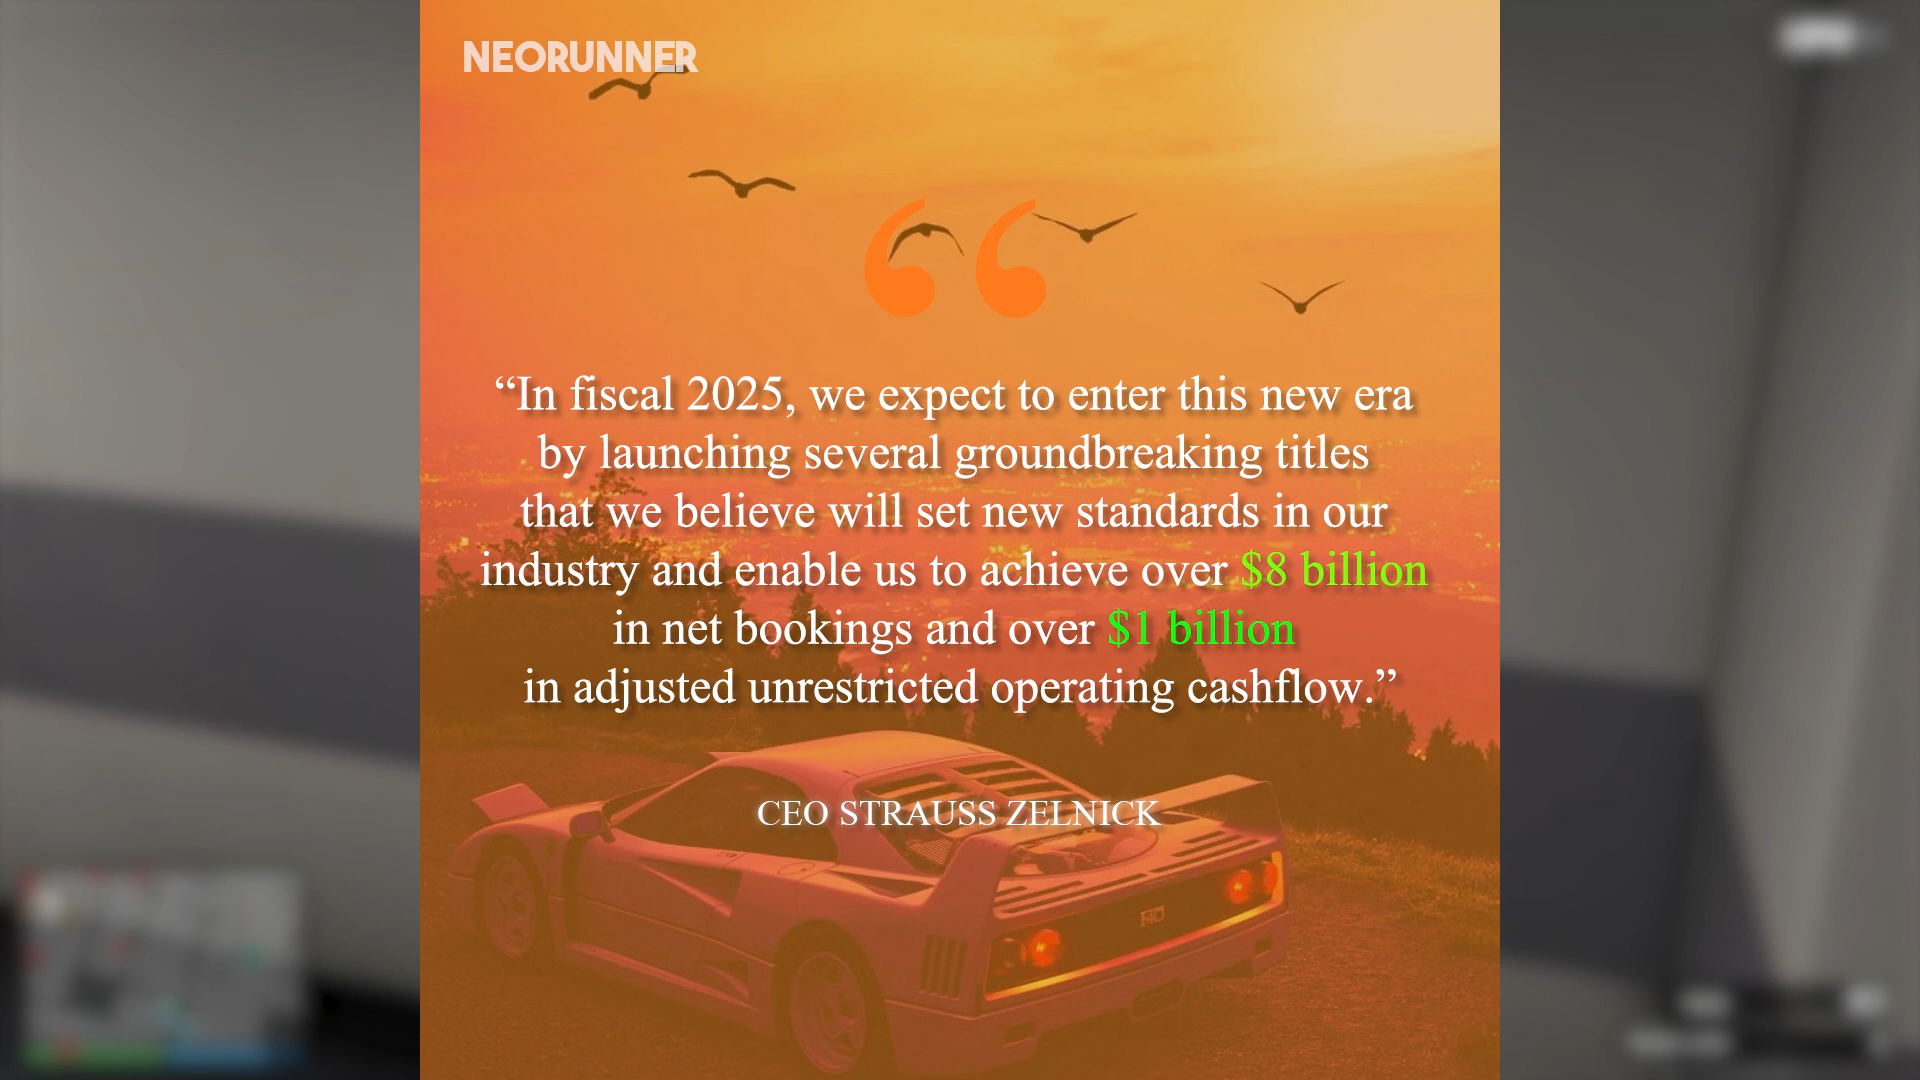 NEORUNNER
“In fiscal 2025, we expect to enter this new era
by launching several groundbreaking titles
that we believe will set new standards in our
industry and enable us to achieve over $8 billion
in net bookings and over $1 billion
in adjusted unrestricted operating cashflow.”
CEO STRAUSS ZELNICK
F40